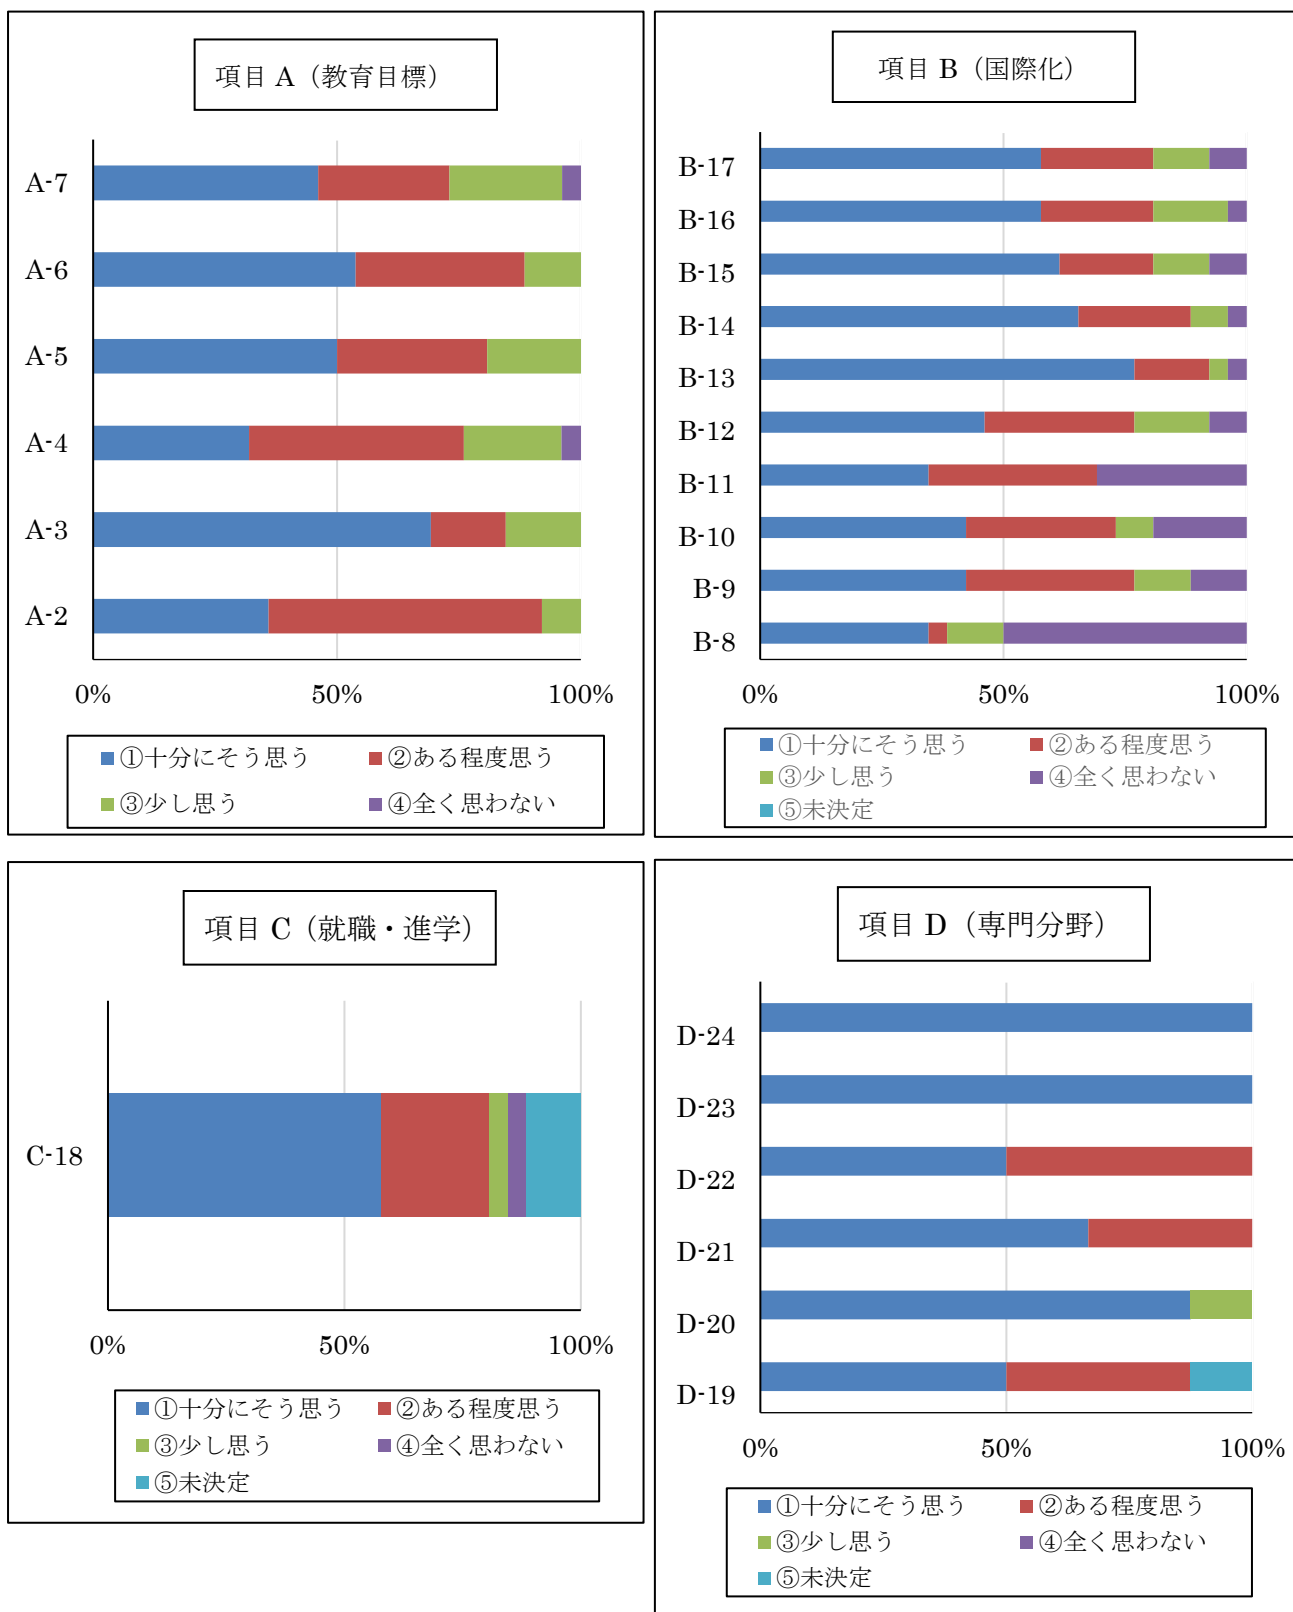 項目 A（教育目標）
A-7
A-6
A-5
A-4
A-3
A-2
0% 50% 100%
■①十分にそう思う ■②ある程度思う
■③少し思う ■④全く思わない
項目 B（国際化）
B-17
B-16
B-15
B-14
B-13
B-12
B-11
B-10
B-9
B-8
0% 50% 100%
■①十分にそう思う ■②ある程度思う
■③少し思う ■④全く思わない
■⑤未決定
項目 C（就職・進学）
C-18
0% 50% 100%
■①十分にそう思う ■②ある程度思う
■③少し思う ■④全く思わない
■⑤未決定
項目 D（専門分野）
D-24
D-23
D-22
D-21
D-20
D-19
0% 50% 100%
■①十分にそう思う ■②ある程度思う
■③少し思う ■④全く思わない
■⑤未決定